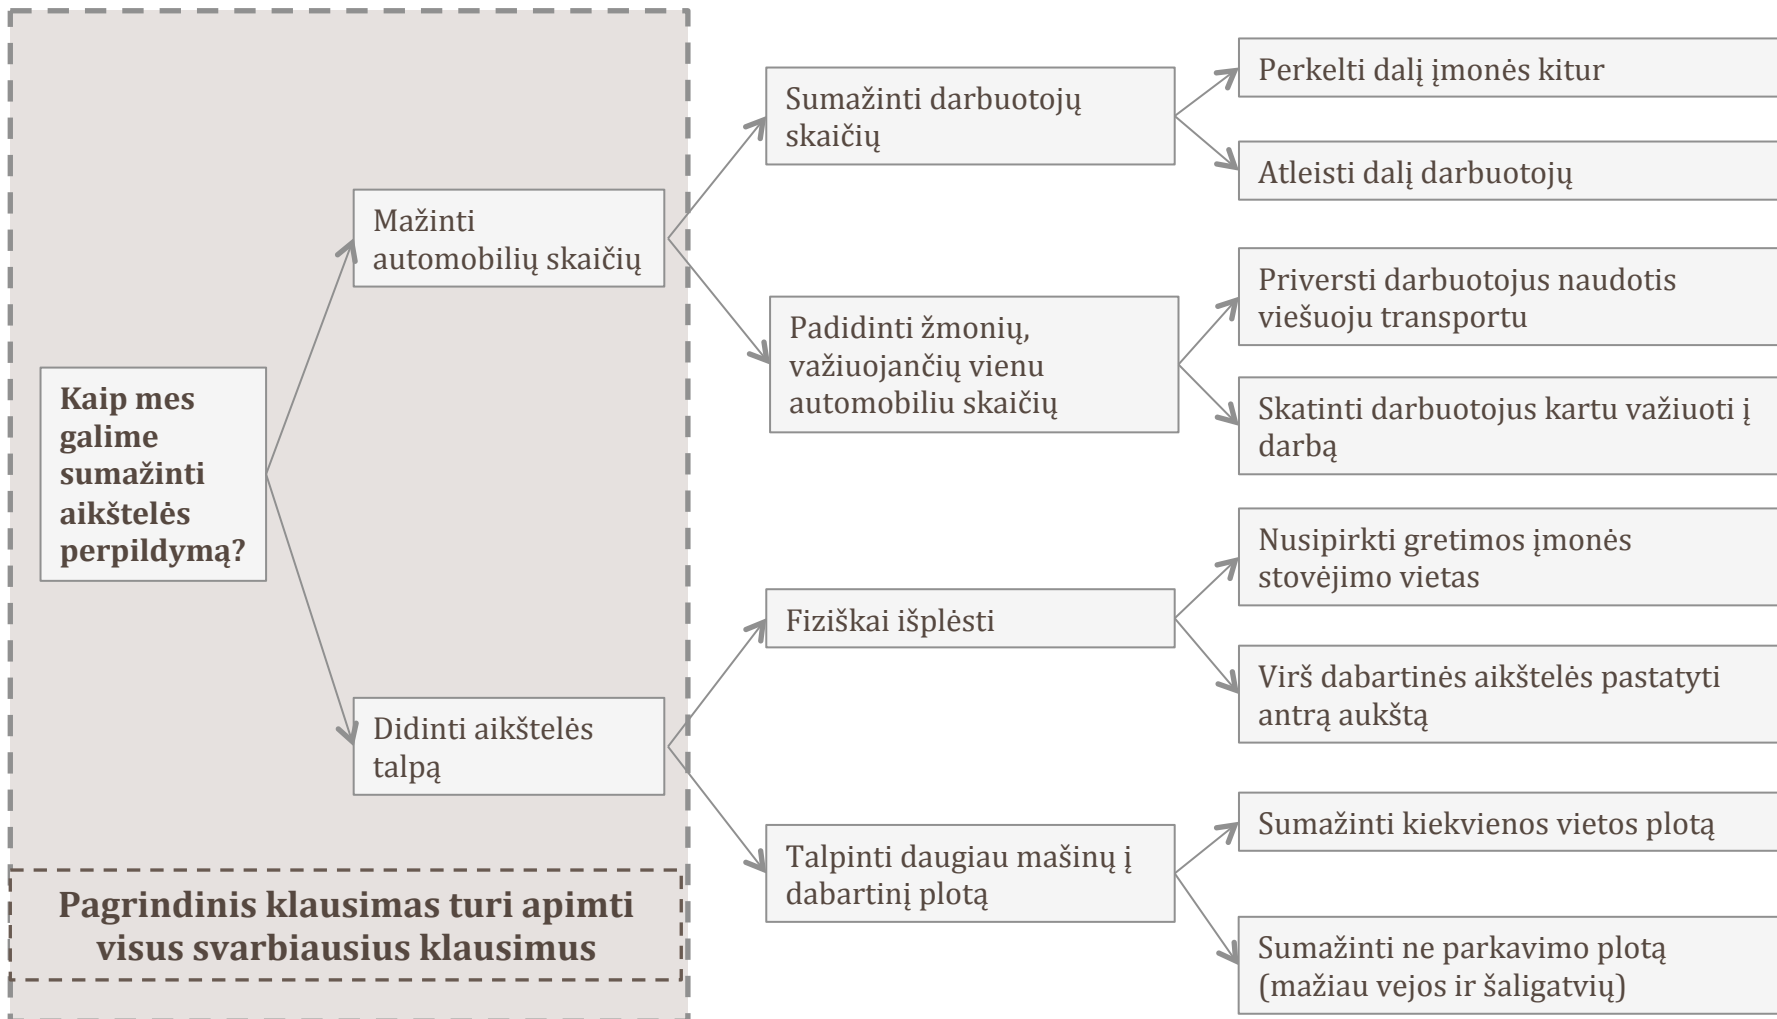 Kaip mes
galime
sumažinti
aikštelės
perpildymą?
Mažinti
automobilių skaičių
Didinti aikštelės
talpą
Pagrindinis klausimas turi apimti
visus svarbiausius klausimus
Sumažinti darbuotojų
skaičių
Padidinti žmonių,
važiuojančių vienu
automobiliu skaičių
Fiziškai išplėsti
Talpinti daugiau mašinų į
dabartinį plotą
Perkelti dalį įmonės kitur
Atleisti dalį darbuotojų
Priversti darbuotojus naudotis
viešuoju transportu
Skatinti darbuotojus kartu važiuoti į
darbą
Nusipirkti gretimos įmonės
stovėjimo vietas
Virš dabartinės aikštelės pastatyti
antrą aukštą
Sumažinti kiekvienos vietos plotą
Sumažinti ne parkavimo plotą
(mažiau vejos ir šaligatvių)